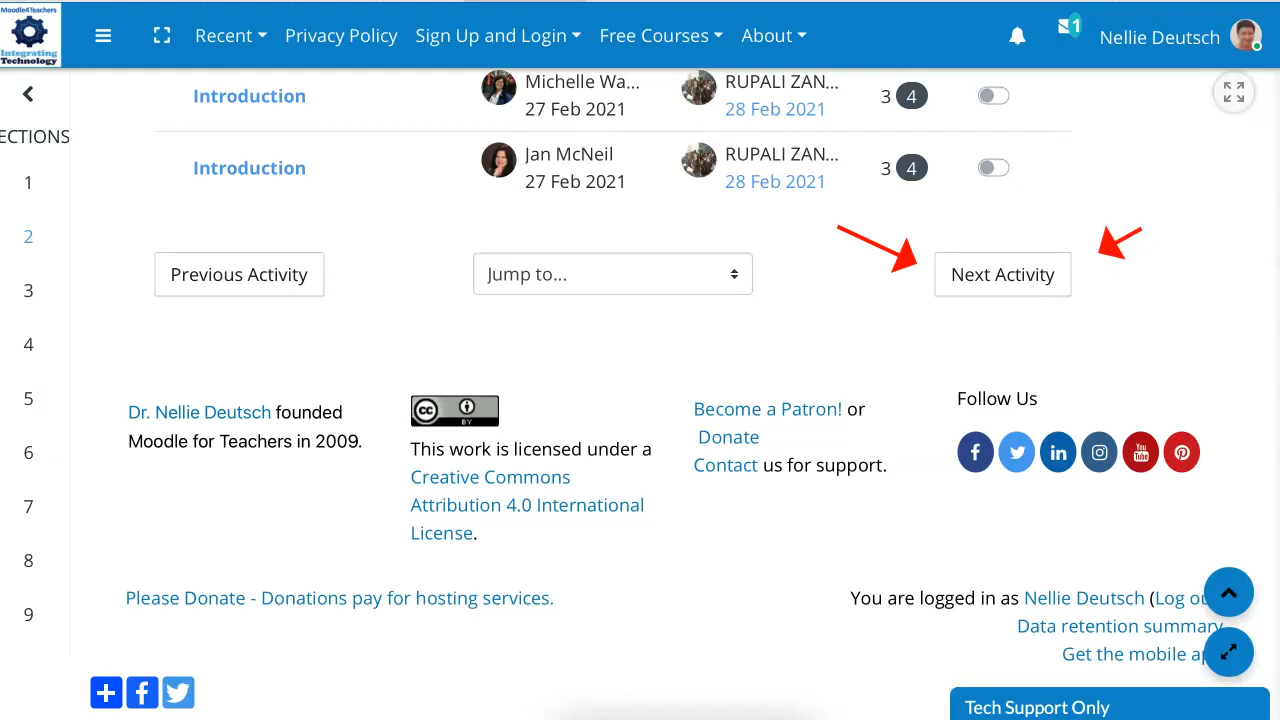 Moodle4Teachers
Integrating
Technology
Recent
Privacy Policy
Sign Up and Login
Free Courses
About
1
Nellie Deutsch
ECTIONS
1
2
3
4
5
6
7
8
9
Introduction
Michelle Wa...
27 Feb 2021
RUPALI ZAN...
28 Feb 2021
3 4
Introduction
Jan McNeil
27 Feb 2021
RUPALI ZAN...
28 Feb 2021
3 4
Previous Activity
Jump to...
Next Activity
Dr. Nellie Deutsch founded
Moodle for Teachers in 2009.
cc
BY
This work is licensed under a
Creative Commons
Attribution 4.0 International
License.
Become a Patron! or
Donate
Contact us for support.
Follow Us
You Tube
Please Donate - Donations pay for hosting services.
You are logged in as Nellie Deutsch (Log ou
Data retention summary
Get the mobile ap
Tech Support Only